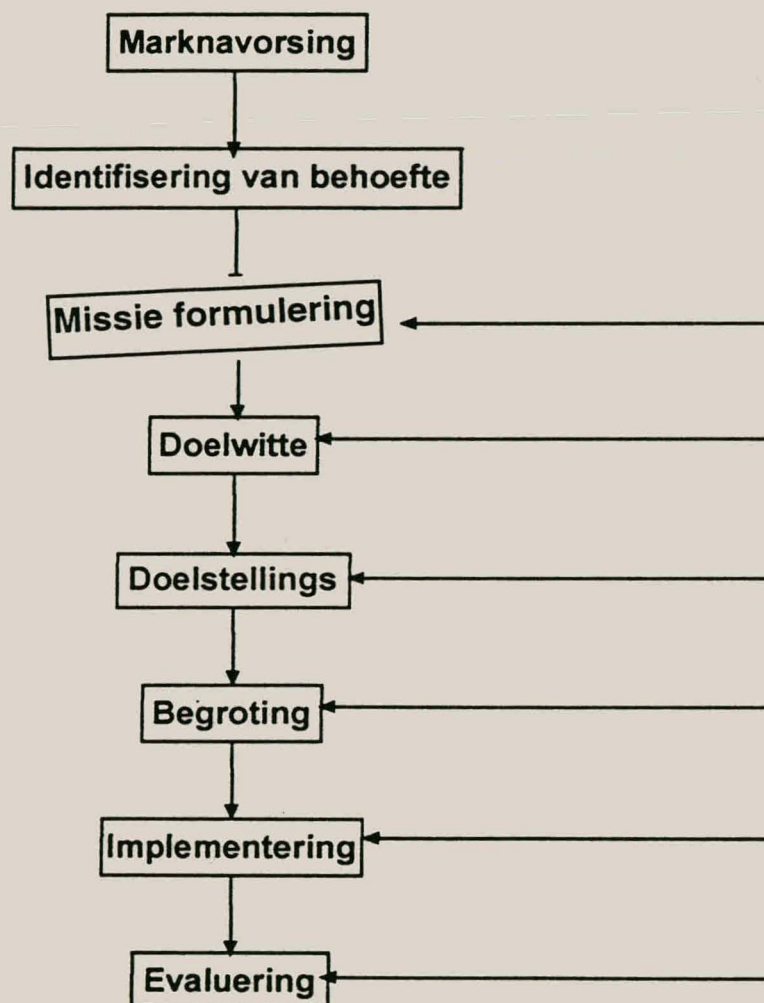 Marknavorsing
Identifisering van behoefte
Missie formulering
Doelwitte
Doelstellings
Begroting
Implementering
Evaluering